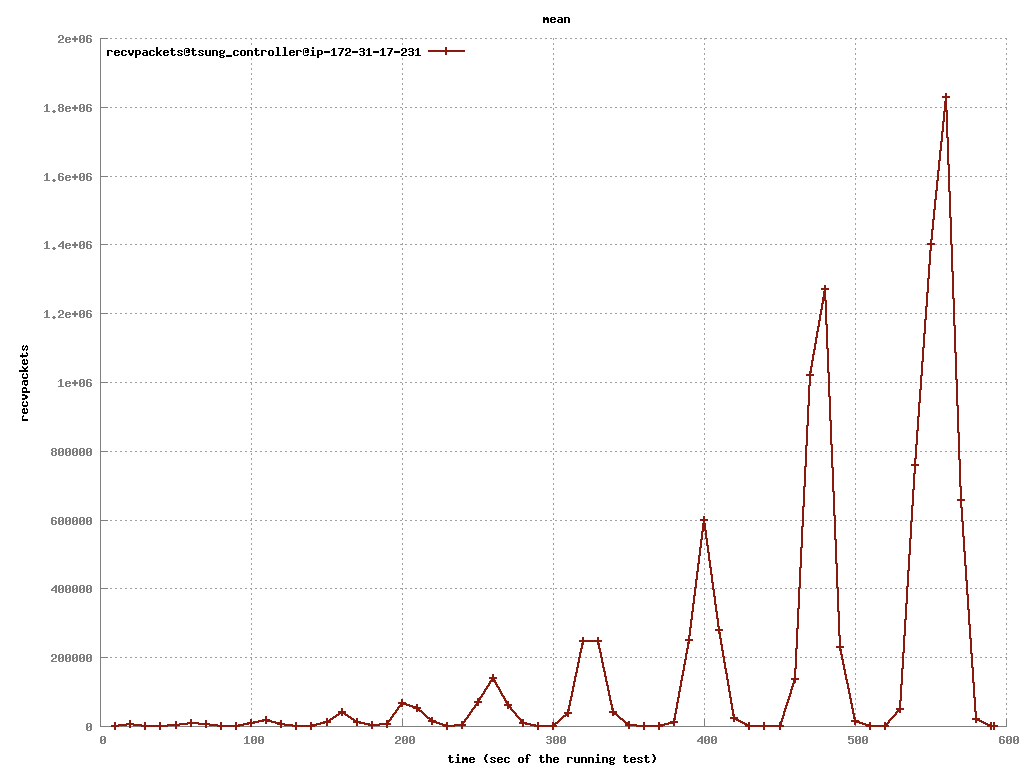 mean
2e+06
recvpackets@tsung_controller@ip-172-31-17-231
1.8e+06
1.6e+06
1.4e+06
1.2e+06
1e+06
800000
600000
400000
200000
0
recvpackets
0 100 200 300 400 500 600
time (sec of the running test)